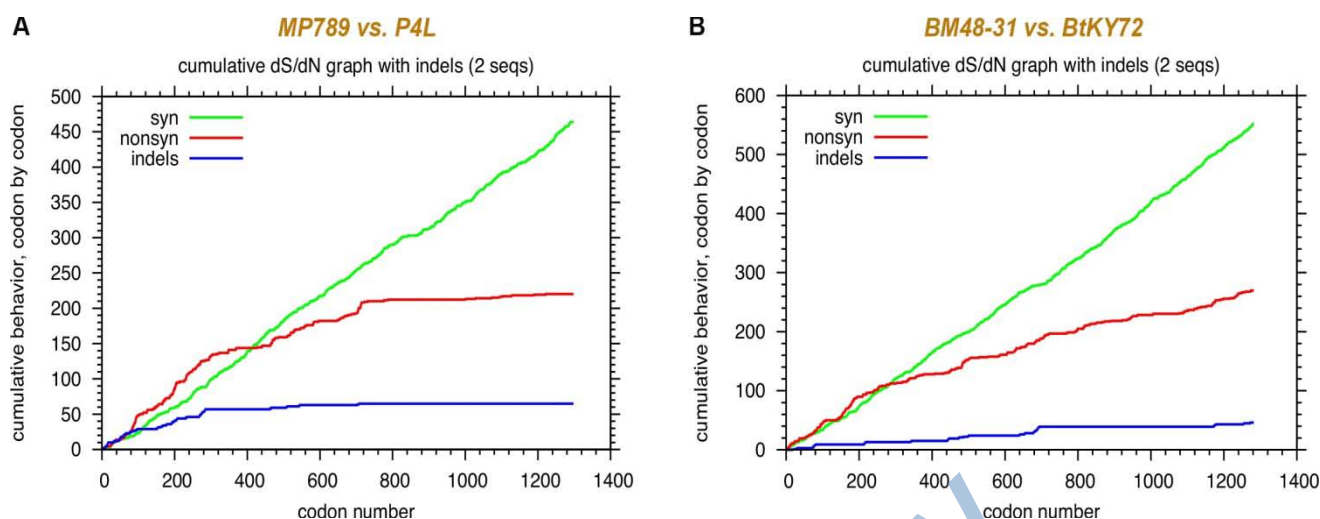 A
MP789 vs. P4L
cumulative dS/dN graph with indels (2 seqs)
500
450
400
350
300
250
200
150
100
50
0
syn
nonsyn
indels
cumulative behavior, codon by codon
0 200 400 600 800 1000 1200 1400
codon number
B
BM48-31 vs. BtKY72
cumulative dS/dN graph with indels (2 seqs)
600
500
400
300
200
100
0
syn
nonsyn
indels
cumulative behavior, codon by codon
0 200 400 600 800 1000 1200 1400
codon number